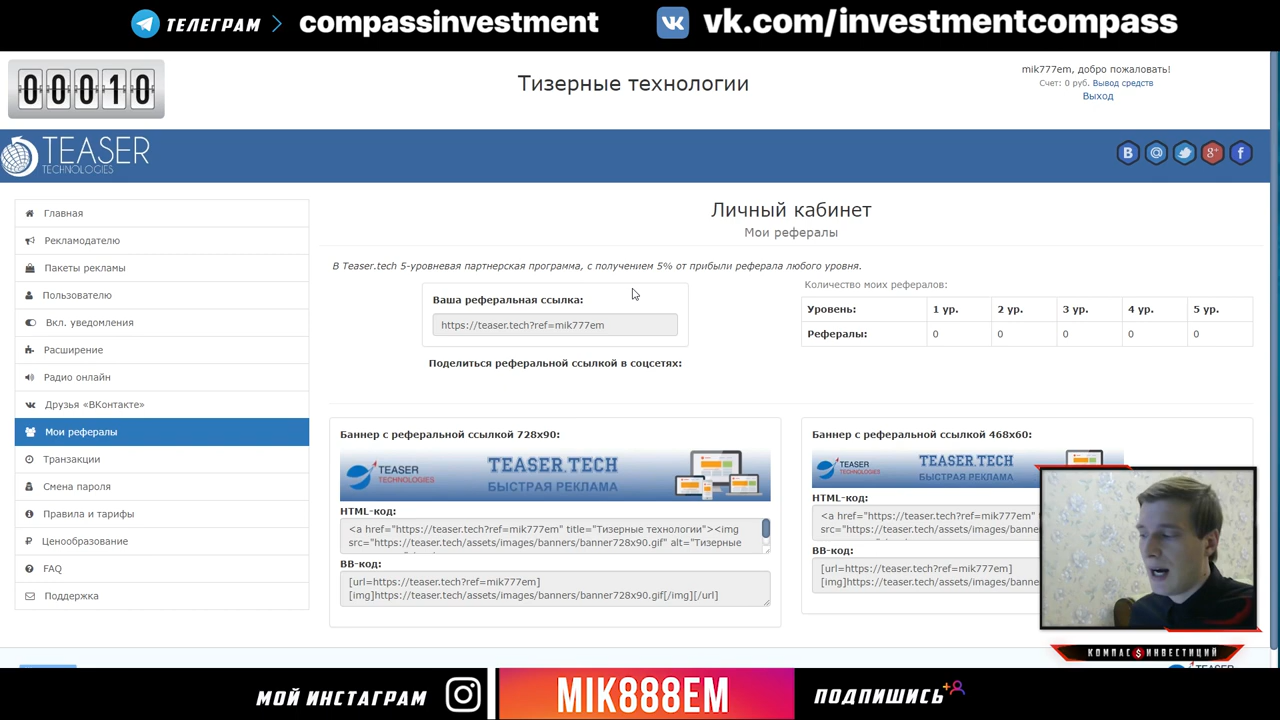 ТЕЛЕГРАМ > compassinvestment
vk.com/investmentcompass
00010
Тизерные технологии
mik777em, добро пожаловать!
Счет: 0 руб. Вывод средств
Выход
TEASER
TECHNOLOGIES
Главная
Рекламодателю
Пакеты рекламы
Пользователю
Вкл. уведомления
Расширение
Радио онлайн
Друзья «ВКонтакте»
Мои рефералы
Транзакции
Смена пароля
Правила и тарифы
Ценообразование
FAQ
Поддержка
Личный кабинет
Мои рефералы
В Teaser.tech 5-уровневая партнерская программа, с получением 5% от прибыли реферала любого уровня.
Ваша реферальная ссылка:
https://teaser.tech?ref=mik777em
Поделиться реферальной ссылкой в соцсетях:
Количество моих рефералов:
Уровень: 1 ур. 2 ур. 3 ур. 4 ур. 5 ур.
Рефералы: 0 0 0 0 0
Баннер с реферальной ссылкой 728x90:
TEASER
TECHNOLOGIES
TEASER.TECH
БЫСТРАЯ РЕКЛАМА
HTML-код:
<a href="https://teaser.tech?ref=mik777em" title="Тизерные технологии"><img
src="https://teaser.tech/assets/images/banners/banner728x90.gif" alt="Тизерные
BB-код:
[url=https://teaser.tech?ref=mik777em]
[img]https://teaser.tech/assets/images/banners/banner728x90.gif[/img][/url]
Баннер с реферальной ссылкой 468x60:
TEASER
TECHNOLOGIES
TEASER.TECH
БЫСТРАЯ РЕКЛАМА
HTML-код:
<a href="https://teaser.tech?ref=mik777em" t
src="https://teaser.tech/assets/images/bann
BB-код:
[url=https://teaser.tech?ref=mik777em]
[img]https://teaser.tech/assets/images/bann
КОМПАС $ ИНВЕСТИЦИЙ
МОЙ ИНСТАГРАМ
MIK888EM
ПОДПИШИСЬ